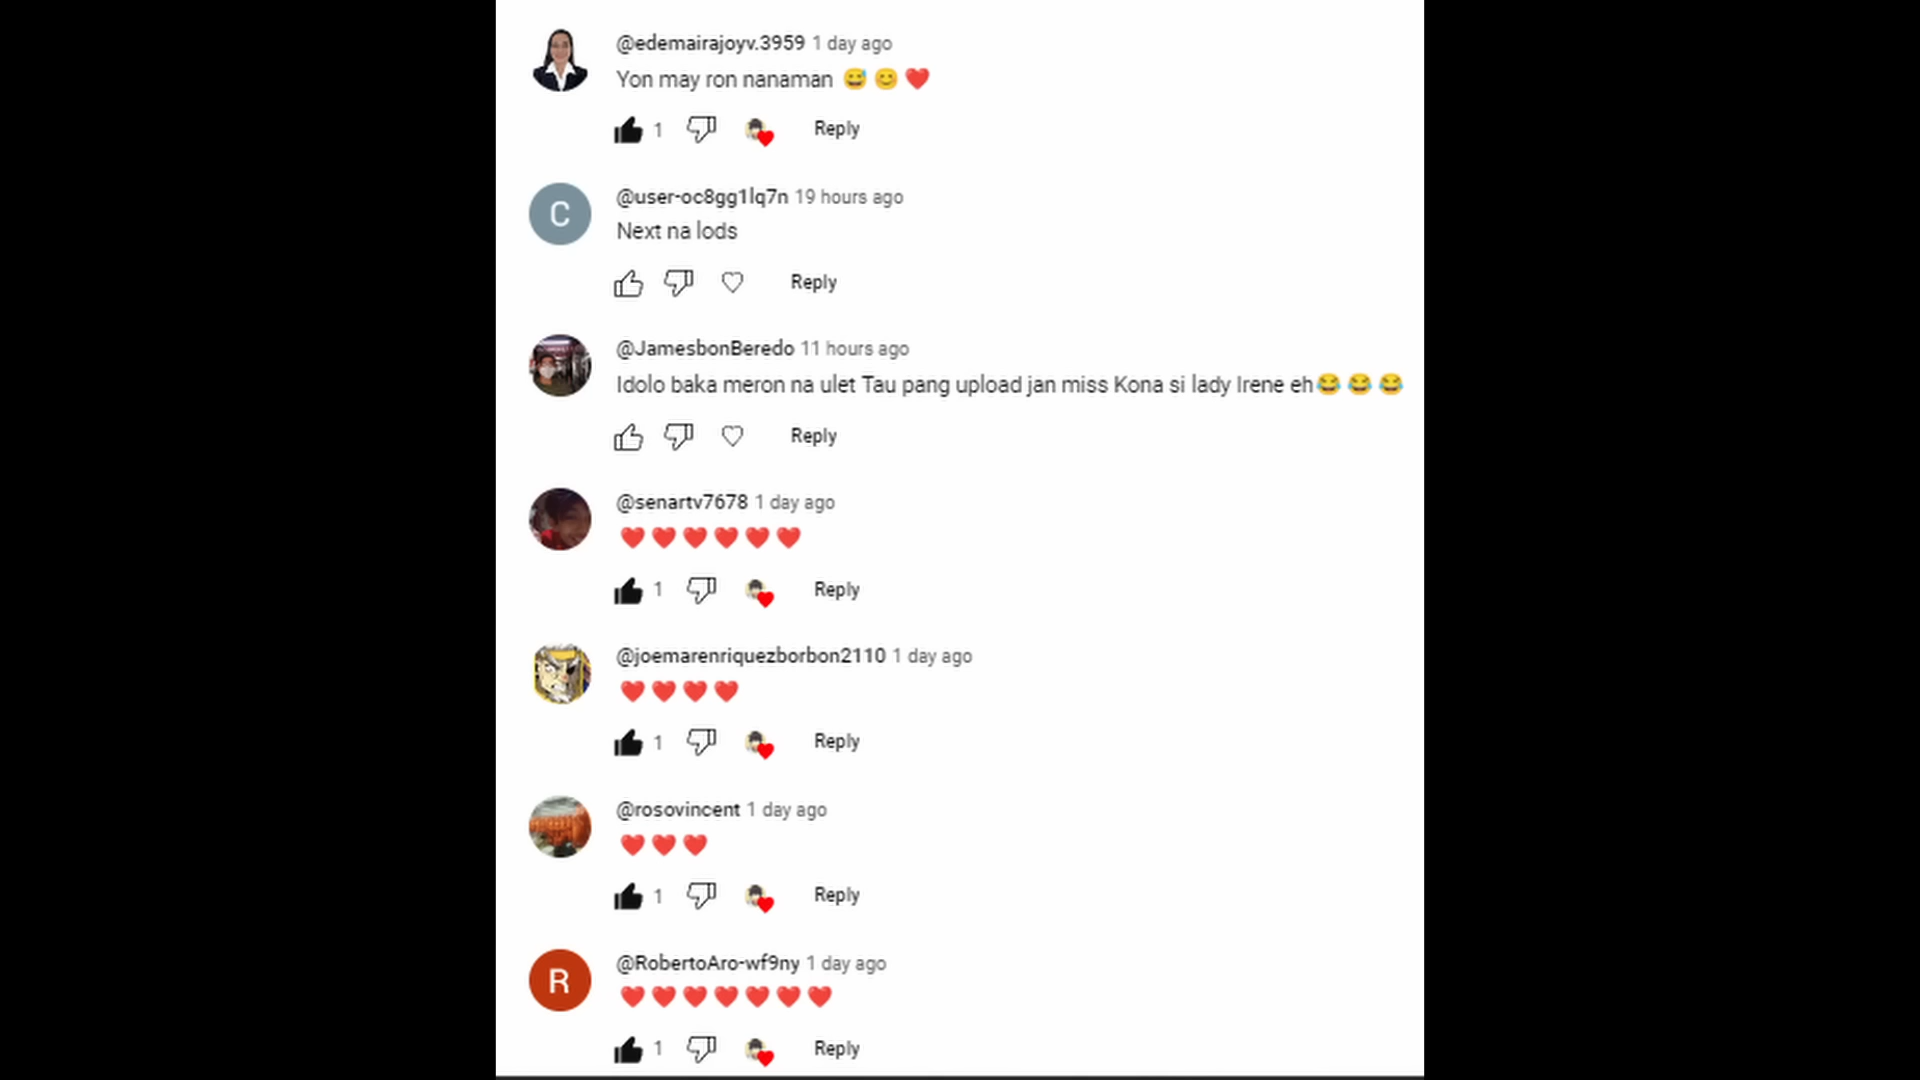 @edemairajoyv.3959 1 day ago
Yon may ron nanaman 😅 😊 ❤️
1 Reply
C
@user-oc8gg1lq7n 19 hours ago
Next na lods
Reply
@JamesbonBeredo 11 hours ago
Idolo baka meron na ulet Tau pang upload jan miss Kona si lady Irene eh😂 😂 😂
Reply
@senartv7678 1 day ago
❤️ ❤️ ❤️ ❤️ ❤️ ❤️
1 Reply
@joemarenriquezborbon2110 1 day ago
❤️ ❤️ ❤️ ❤️
1 Reply
@rosovincent 1 day ago
❤️ ❤️ ❤️
1 Reply
R
@RobertoAro-wf9ny 1 day ago
❤️ ❤️ ❤️ ❤️ ❤️ ❤️ ❤️
1 Reply